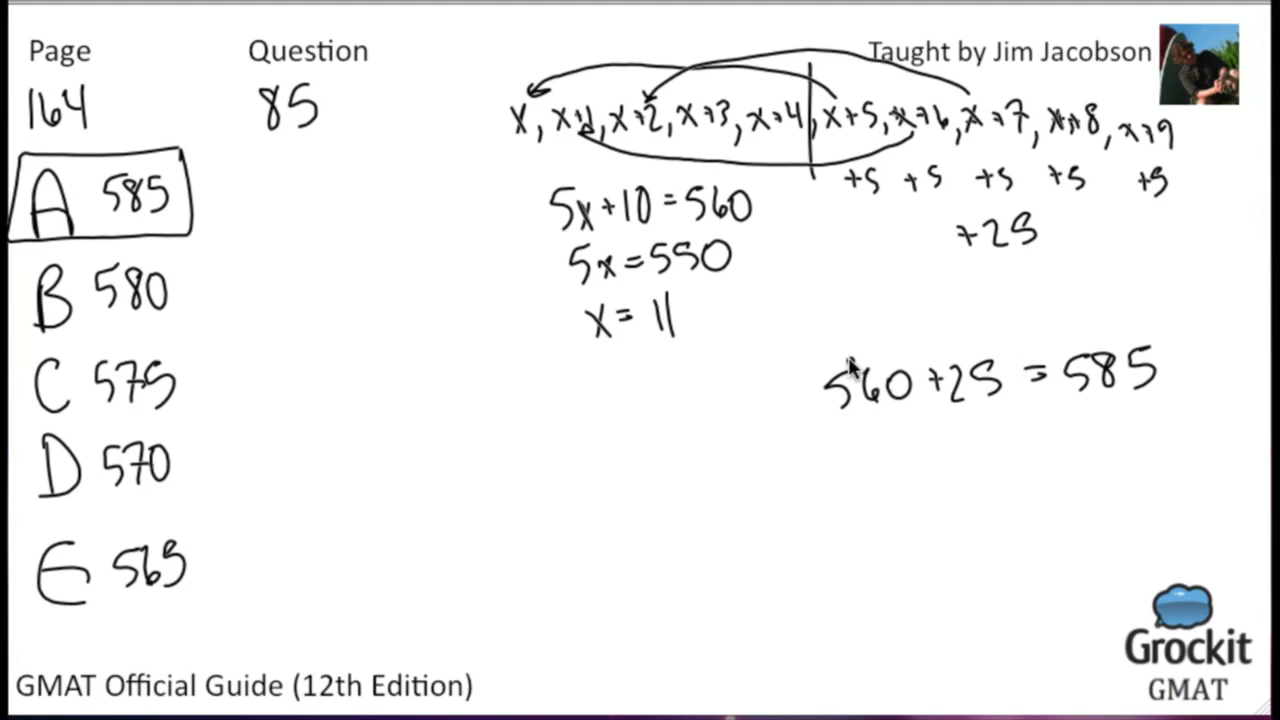 Page Question Taught by Jim Jacobson
164 85
x, x+1, x+2, x+3, x+4, x+5, x+6, x+7, x+8, x+9
+5 +5 +5 +5 +5
+25
A 585
5x+10=560
5x=550
x= 11
B 580
C 575
560+25 = 585
D 570
E 565
Grockit
GMAT
GMAT Official Guide (12th Edition)